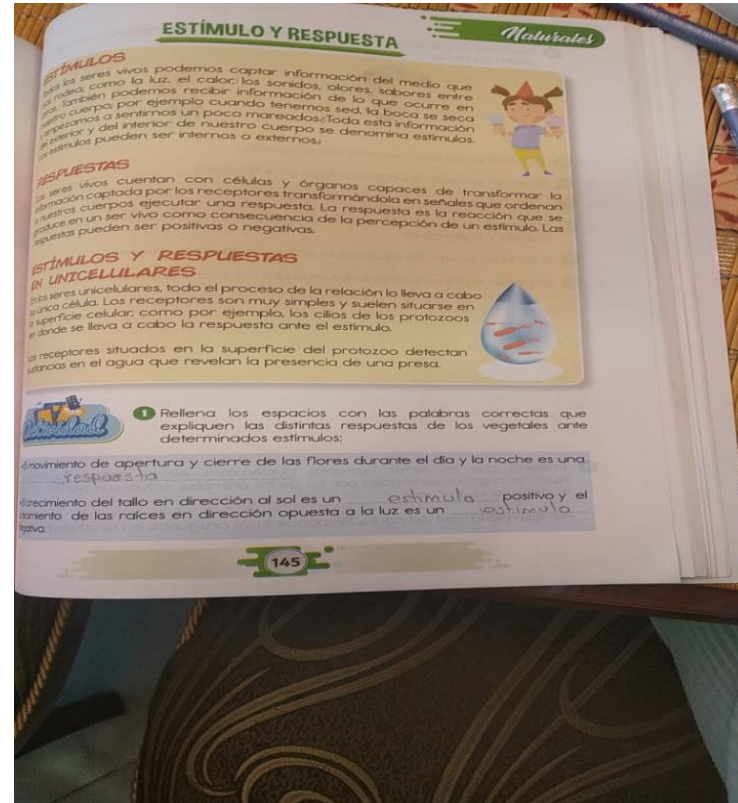 ESTÍMULO Y RESPUESTA
Naturales
ESTÍMULOS
Todos los seres vivos podemos captar información del medio que
nos rodea, como la luz, el calor, los sonidos, olores, sabores entre
otros. También podemos recibir información de lo que ocurre en
nuestro cuerpo, por ejemplo cuando tenemos sed, la boca se seca
y empezamos a sentirnos un poco mareados. Toda esta información
del exterior y del interior de nuestro cuerpo se denomina estímulos.
Los estímulos pueden ser internos o externos.
RESPUESTAS
Los seres vivos cuentan con células y órganos capaces de transformar la
información captada por los receptores transformándola en señales que ordenan
a nuestros cuerpos ejecutar una respuesta. La respuesta es la reacción que se
produce en un ser vivo como consecuencia de la percepción de un estímulo. Las
respuestas pueden ser positivas o negativas.
ESTÍMULOS Y RESPUESTAS
EN UNICELULARES
En los seres unicelulares, todo el proceso de la relación lo lleva a cabo
su única célula. Los receptores son muy simples y suelen situarse en
la superficie celular, como por ejemplo, los cilios de los protozoos
en donde se lleva a cabo la respuesta ante el estímulo.
Los receptores situados en la superficie del protozoo detectan
sustancias en el agua que revelan la presencia de una presa.
Actividad
1 Rellena los espacios con las palabras correctas que
expliquen las distintas respuestas de los vegetales ante
determinados estímulos:
El movimiento de apertura y cierre de las flores durante el día y la noche es una
respuesta
El crecimiento del tallo en dirección al sol es un estimulo positivo y el
crecimiento de las raíces en dirección opuesta a la luz es un estimulo
negativo.
145